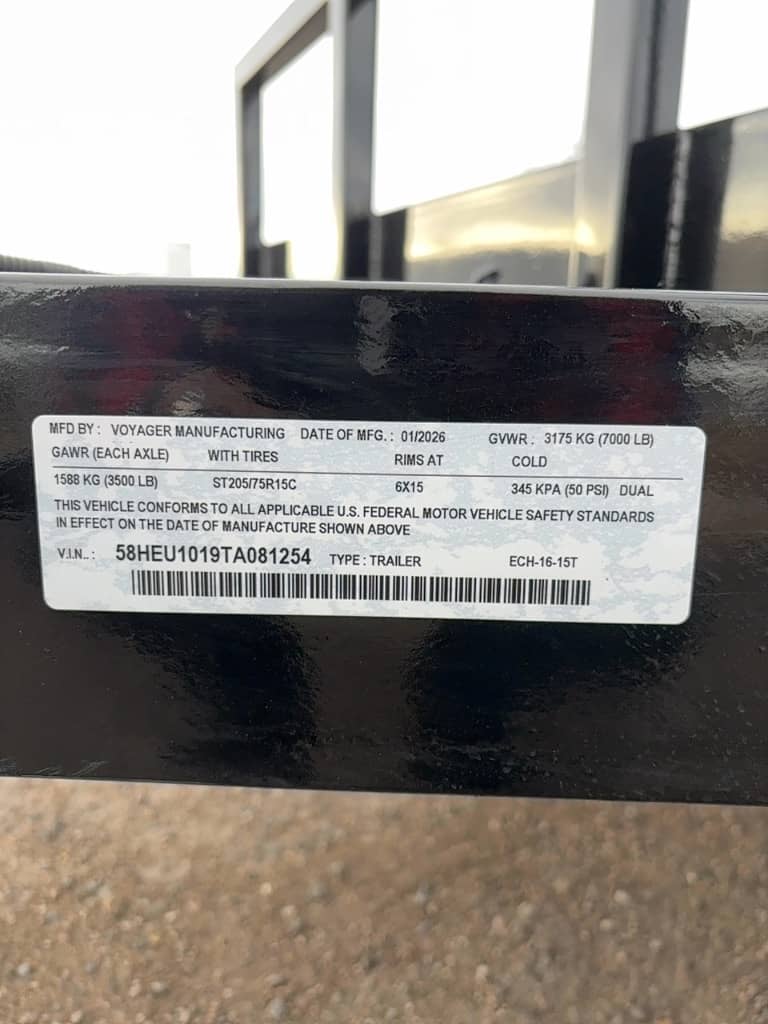 MFD BY : VOYAGER MANUFACTURING DATE OF MFG. : 01/2026 GVWR : 3175 KG (7000 LB)
GAWR (EACH AXLE) WITH TIRES RIMS AT COLD
1588 KG (3500 LB) ST205/75R15C 6X15 345 KPA (50 PSI) DUAL
THIS VEHICLE CONFORMS TO ALL APPLICABLE U.S. FEDERAL MOTOR VEHICLE SAFETY STANDARDS
IN EFFECT ON THE DATE OF MANUFACTURE SHOWN ABOVE
V.I.N.. : 58HEU1019TA081254 TYPE : TRAILER ECH-16-15T